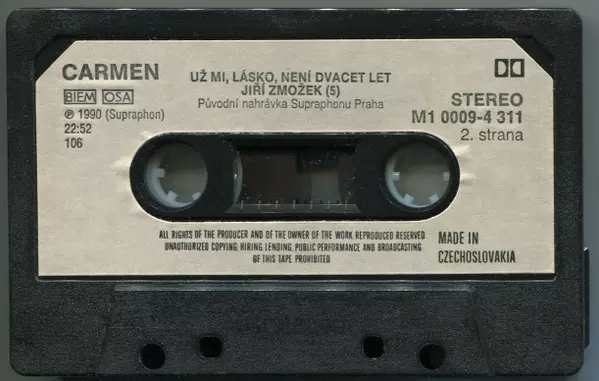 CARMEN
BIEM OSA
℗ 1990 (Supraphon)
22:52
106
UŽ MI, LÁSKO, NENÍ DVACET LET
JIŘÍ ZMOŽEK (5)
Původní nahrávka Supraphonu Praha
STEREO
M1 0009-4 311
2. strana
ALL RIGHTS OF THE PRODUCER AND OF THE OWNER OF THE WORK REPRODUCED RESERVED.
UNAUTHORIZED COPYING, HIRING, LENDING, PUBLIC PERFORMANCE AND BROADCASTING
OF THIS TAPE PROHIBITED
MADE IN
CZECHOSLOVAKIA